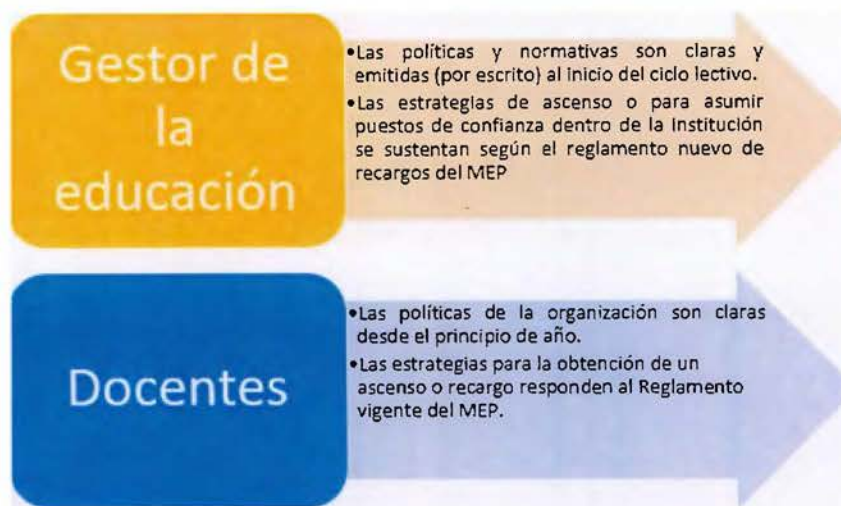 Gestor de
la
educación
•Las políticas y normativas son claras y
emitidas (por escrito) al inicio del ciclo lectivo.
•Las estrategias de ascenso o para asumir
puestos de confianza dentro de la Institución
se sustentan según el reglamento nuevo de
recargos del MEP
Docentes
•Las políticas de la organización son claras
desde el principio de año.
•Las estrategias para la obtención de un
ascenso o recargo responden al Reglamento
vigente del MEP.